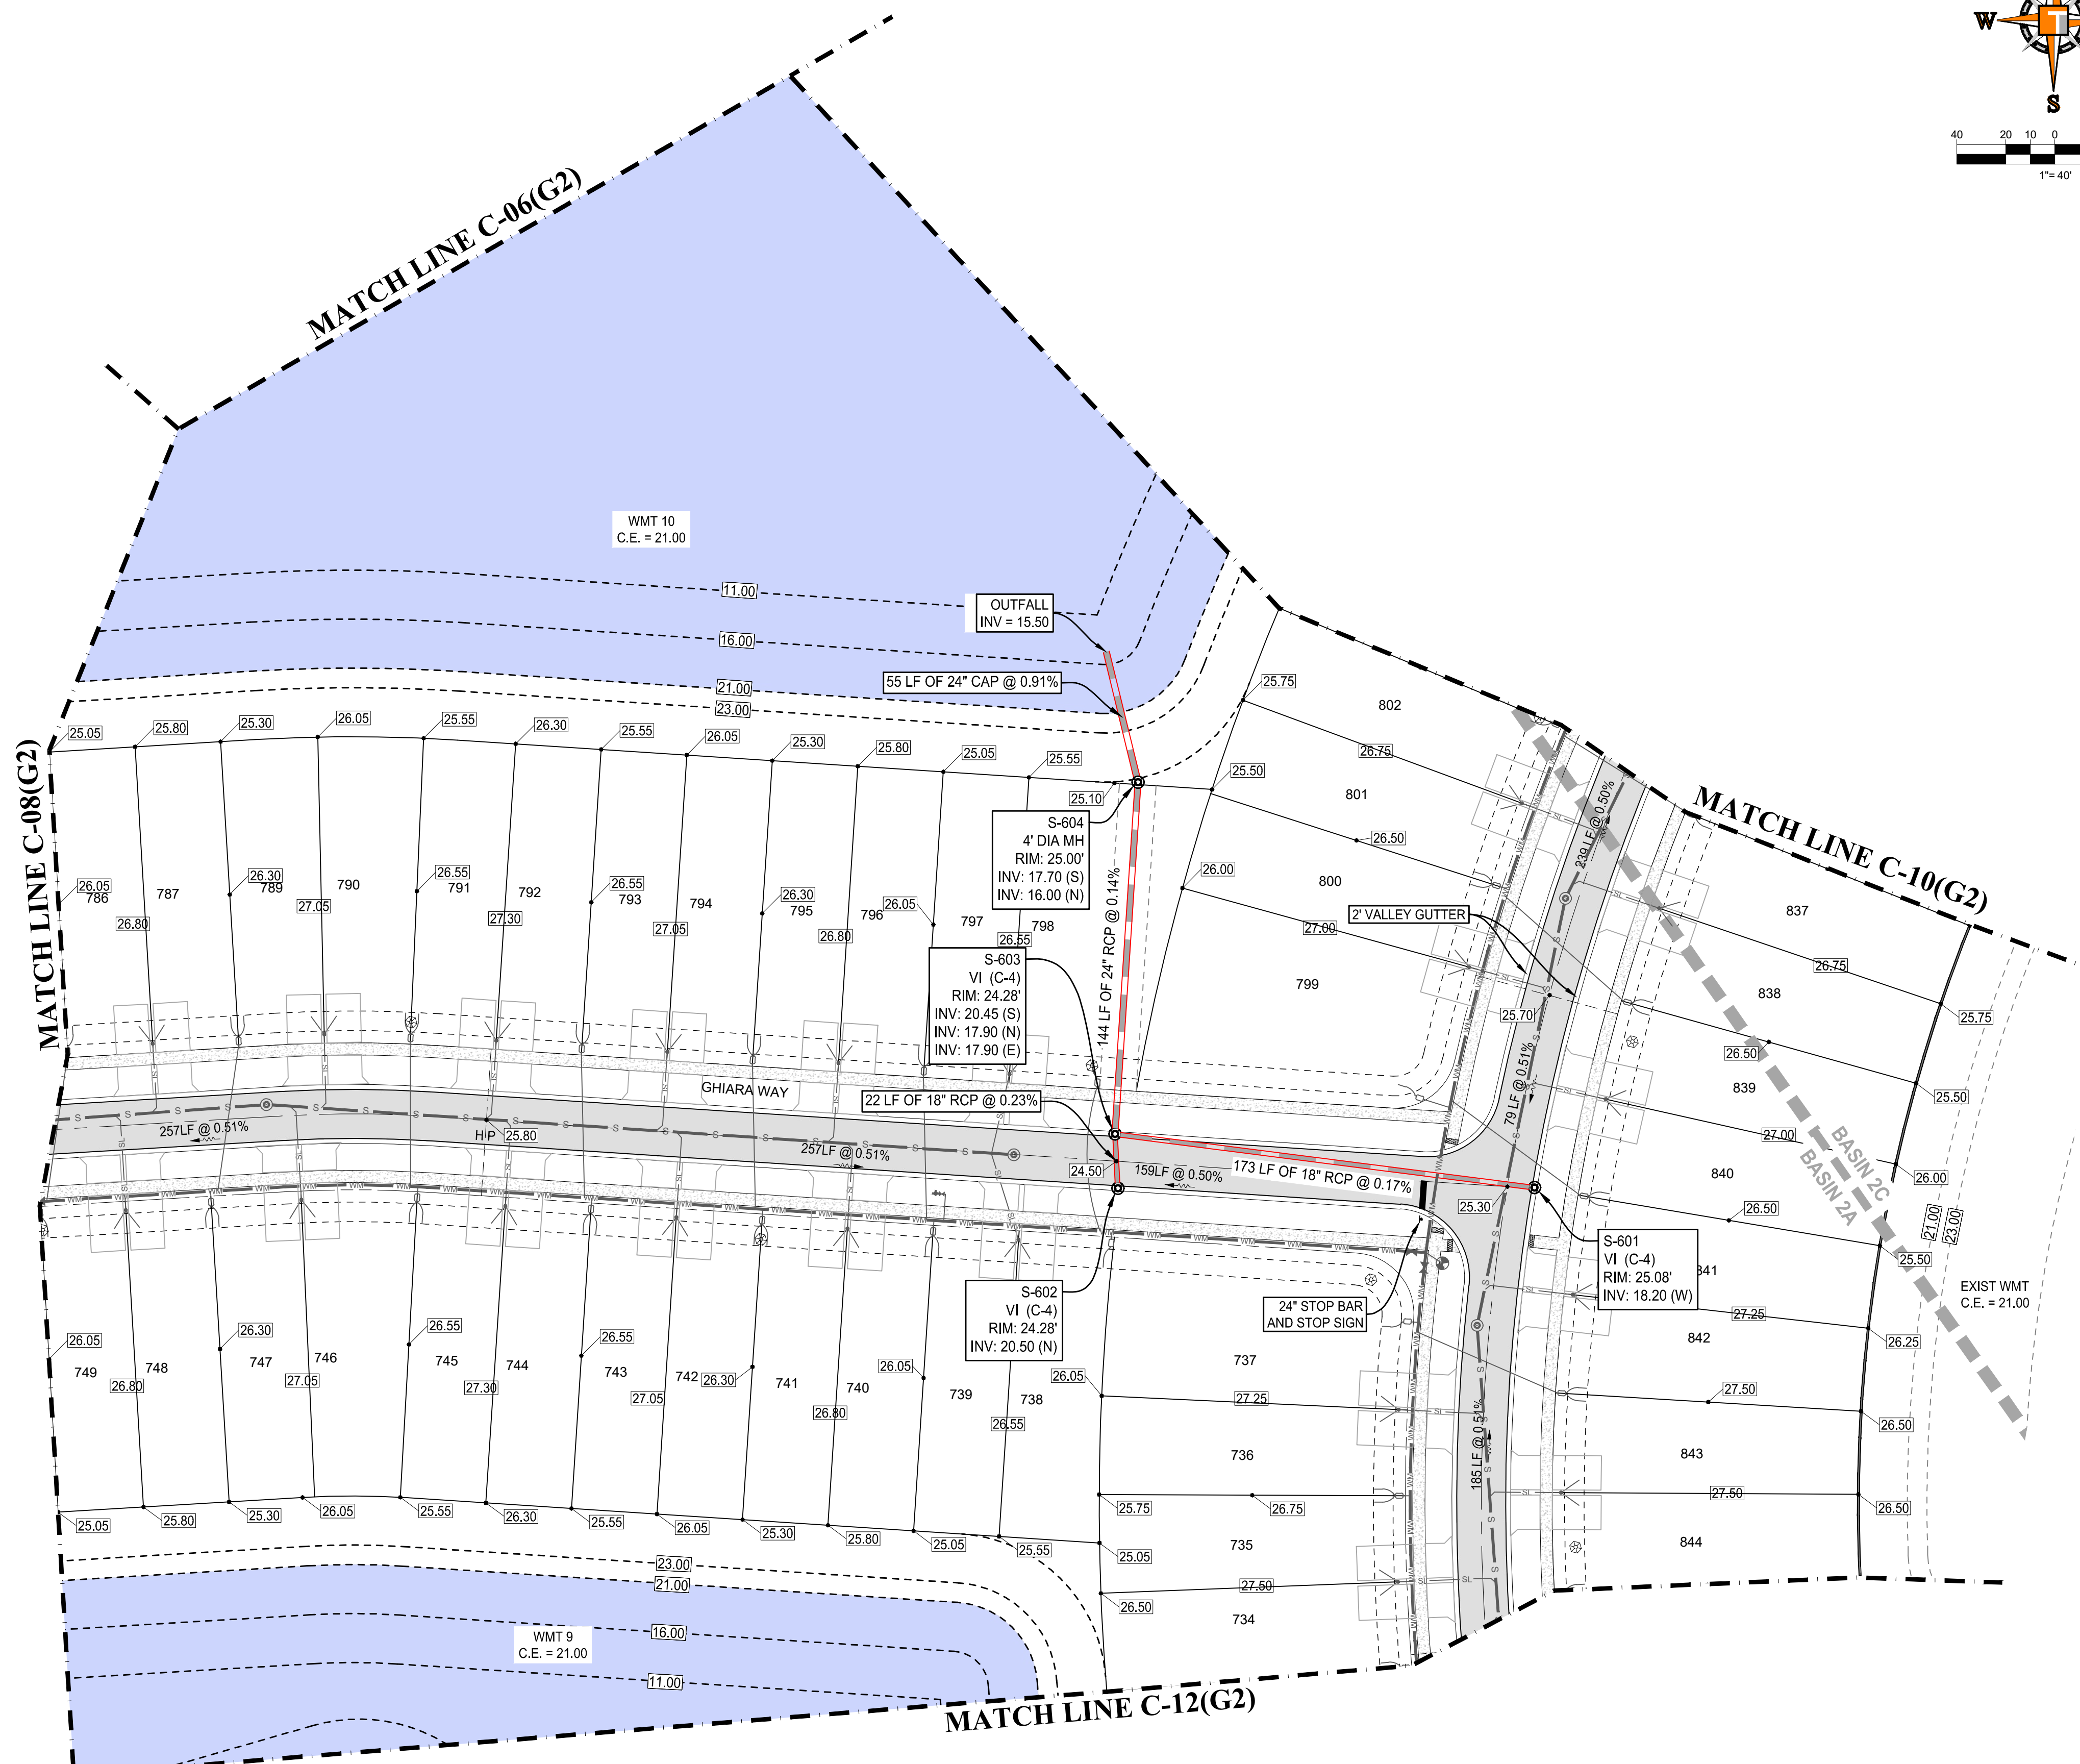 W
T
S
40 20 10 0
1"= 40'
MATCH LINE C-06(G2)
WMT 10
C.E. = 21.00
11.00
16.00
21.00
23.00
OUTFALL
INV = 15.50
55 LF OF 24" CAP @ 0.91%
MATCH LINE C-08(G2)
25.05
25.80
25.30
26.05
25.55
26.30
25.55
26.05
25.30
25.80
25.05
25.55
25.10
25.50
25.75
802
26.75
801
26.50
26.00
800
27.00
799
S-604
4' DIA MH
RIM: 25.00'
INV: 17.70 (S)
INV: 16.00 (N)
144 LF OF 24" RCP @ 0.14%
26.05
786
26.80
787
26.30
789
27.05
790
26.55
791
27.30
792
26.55
793
27.05
794
26.30
795
26.80
796
26.05
797
26.55
798
S-603
VI (C-4)
RIM: 24.28'
INV: 20.45 (S)
INV: 17.90 (N)
INV: 17.90 (E)
22 LF OF 18" RCP @ 0.23%
GHIARA WAY
257LF @ 0.51%
HP
25.80
257LF @ 0.51%
24.50
159LF @ 0.50%
173 LF OF 18" RCP @ 0.17%
25.30
2' VALLEY GUTTER
239 LF @ 0.50%
25.70
79 LF @ 0.51%
MATCH LINE C-10(G2)
837
26.75
838
25.75
26.50
839
25.50
27.00
840
26.00
26.50
841
25.50
27.25
842
26.25
27.50
843
26.50
27.50
844
26.50
BASIN 2C
BASIN 2A
21.00
23.00
EXIST WMT
C.E. = 21.00
S-601
VI (C-4)
RIM: 25.08'
INV: 18.20 (W)
24" STOP BAR
AND STOP SIGN
S-602
VI (C-4)
RIM: 24.28'
INV: 20.50 (N)
185 LF @ 0.51%
26.05
749
26.80
748
26.30
747
27.05
746
26.55
745
27.30
744
26.55
743
27.05
742
26.30
741
26.80
740
26.05
739
26.55
738
26.05
737
27.25
736
25.75
26.75
735
25.05
27.50
26.50
734
25.05
25.80
25.30
26.05
25.55
26.30
25.55
26.05
25.30
25.80
25.05
25.55
23.00
21.00
16.00
11.00
WMT 9
C.E. = 21.00
MATCH LINE C-12(G2)